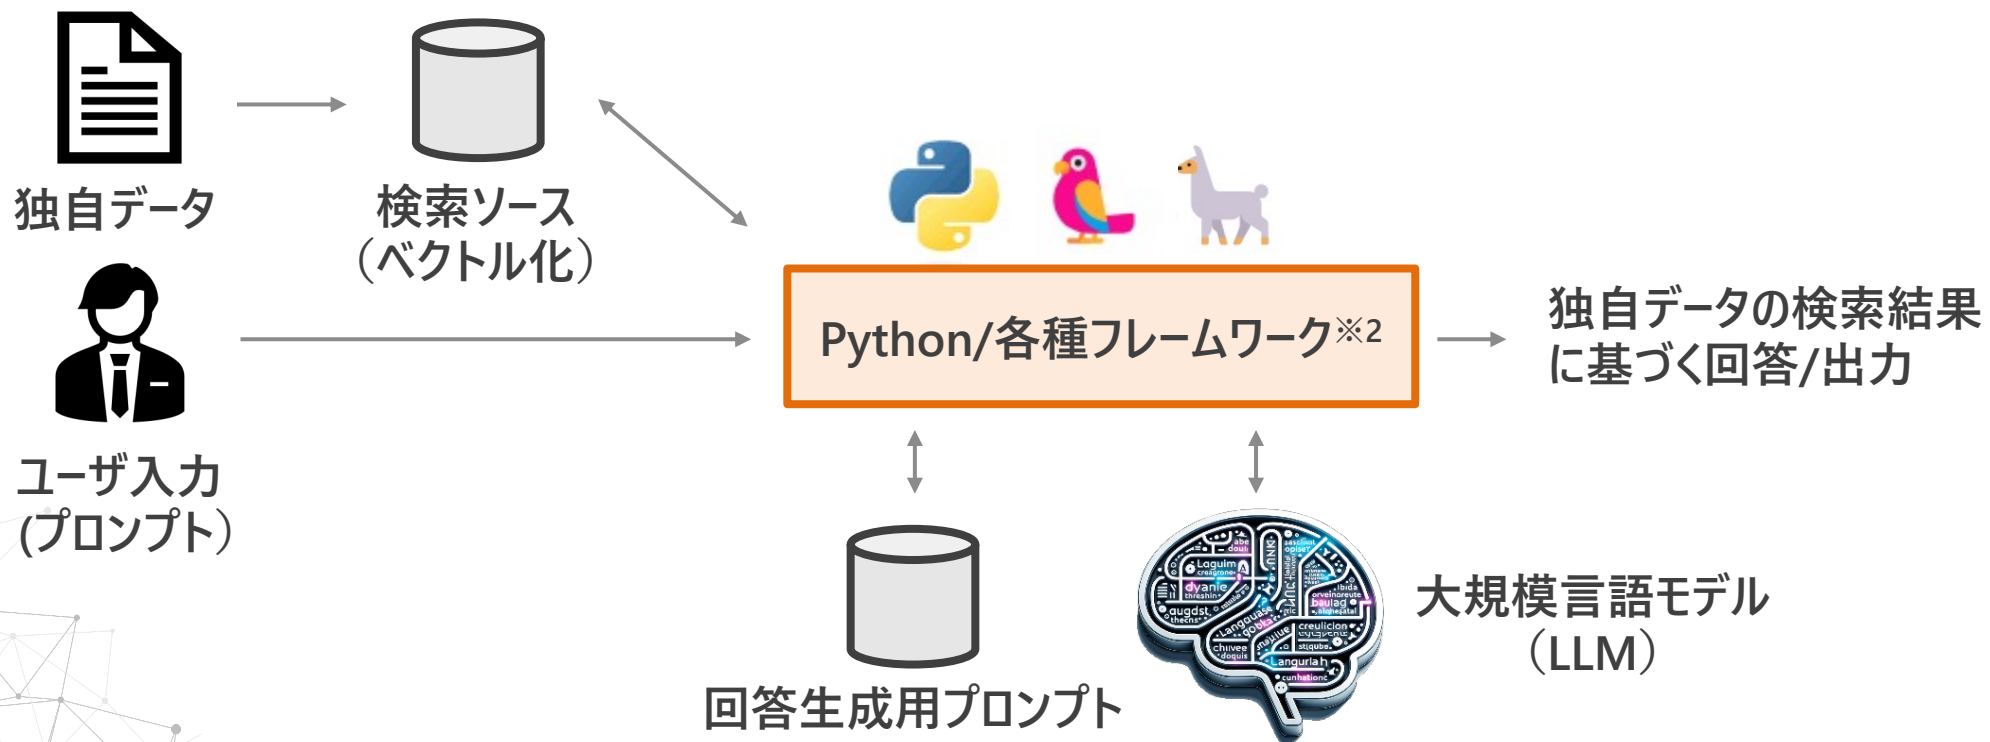 独自データ
検索ソース
（ベクトル化）
ユーザ入力
(プロンプト）
Python/各種フレームワーク※2
独自データの検索結果
に基づく回答/出力
回答生成用プロンプト
大規模言語モデル
（LLM）